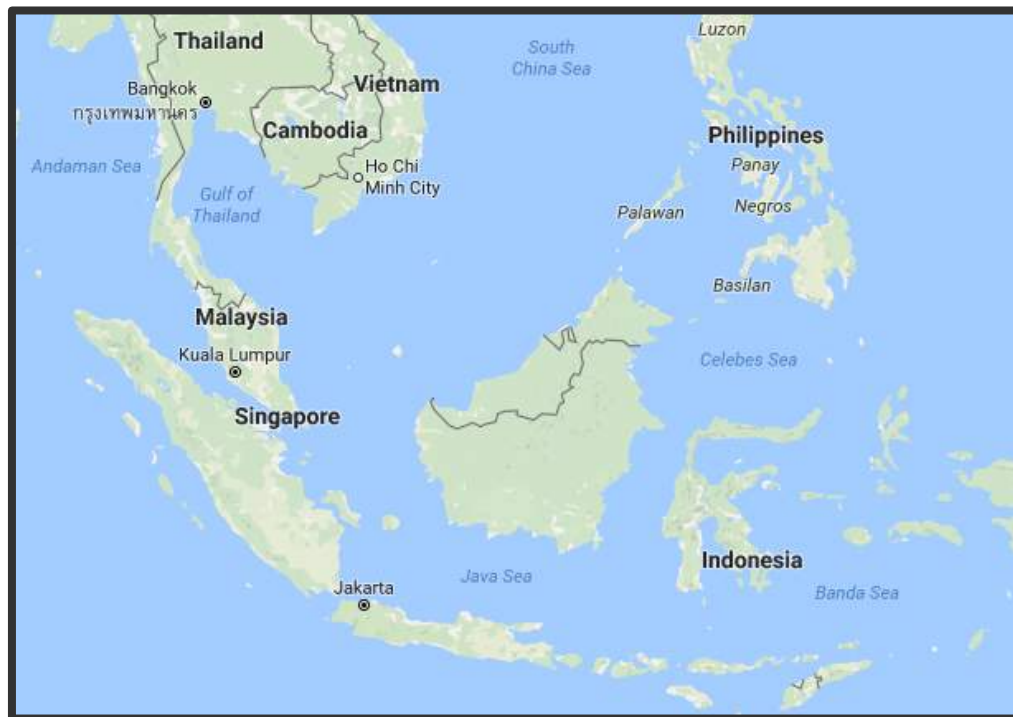 Luzon
Thailand
South
China Sea
Vietnam
Bangkok
กรุงเทพมหานคร
Cambodia
Philippines
Andaman Sea
Ho Chi
Minh City
Panay
Gulf of
Thailand
Palawan
Negros
Basilan
Malaysia
Kuala Lumpur
Celebes Sea
Singapore
Indonesia
Java Sea
Jakarta
Banda Sea